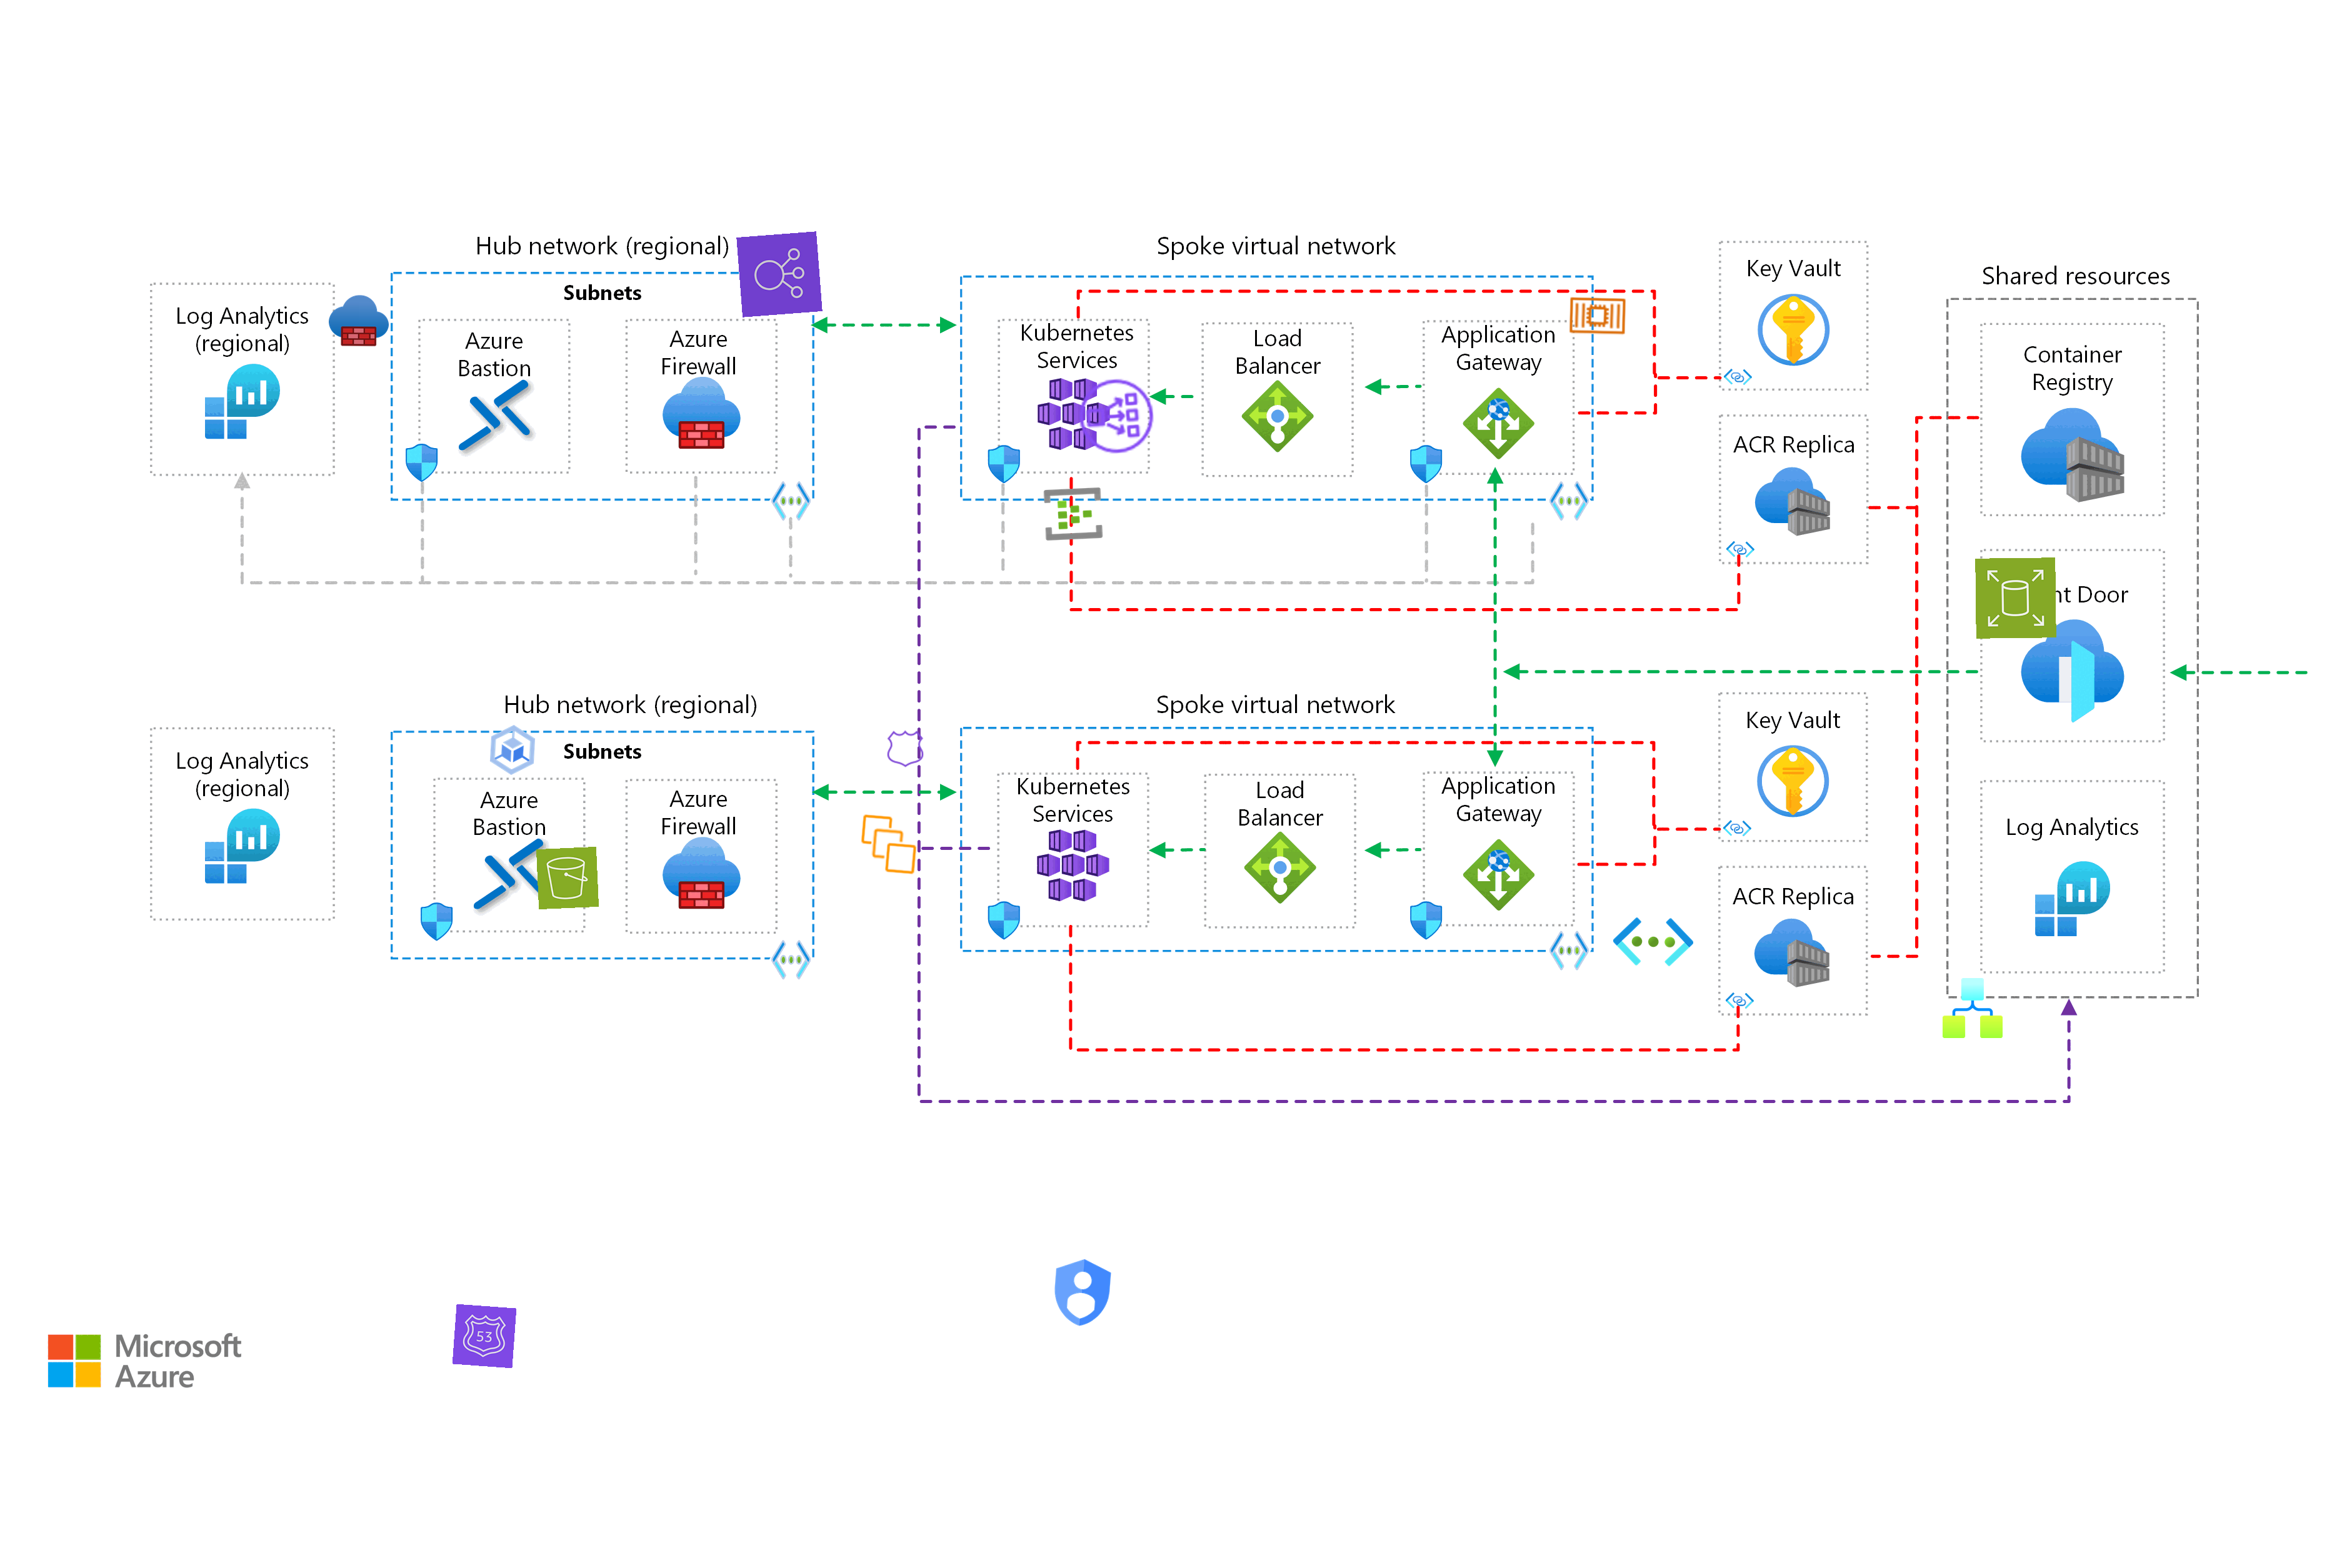 Hub network (regional)
Subnets
Log Analytics
(regional)
Azure
Bastion
Azure
Firewall
Spoke virtual network
Kubernetes
Services
Load
Balancer
Application
Gateway
Key Vault
ACR Replica
Shared resources
Container
Registry
nt Door
Log Analytics
Hub network (regional)
Subnets
Log Analytics
(regional)
Azure
Bastion
Azure
Firewall
Spoke virtual network
Kubernetes
Services
Load
Balancer
Application
Gateway
Key Vault
ACR Replica
53
Microsoft
Azure